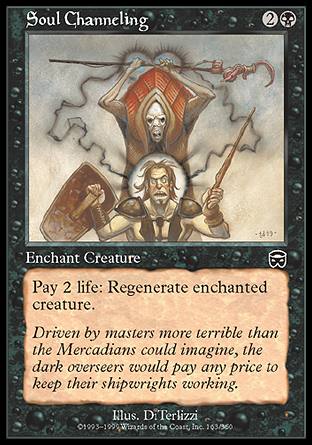 Soul Channeling 2
Enchant Creature
Pay 2 life: Regenerate enchanted
creature.
Driven by masters more terrible than
the Mercadians could imagine, the
dark overseers would pay any price to
keep their shipwrights working.
Illus. DiTerlizzi
©1993–1999 Wizards of the Coast, Inc. 163/350